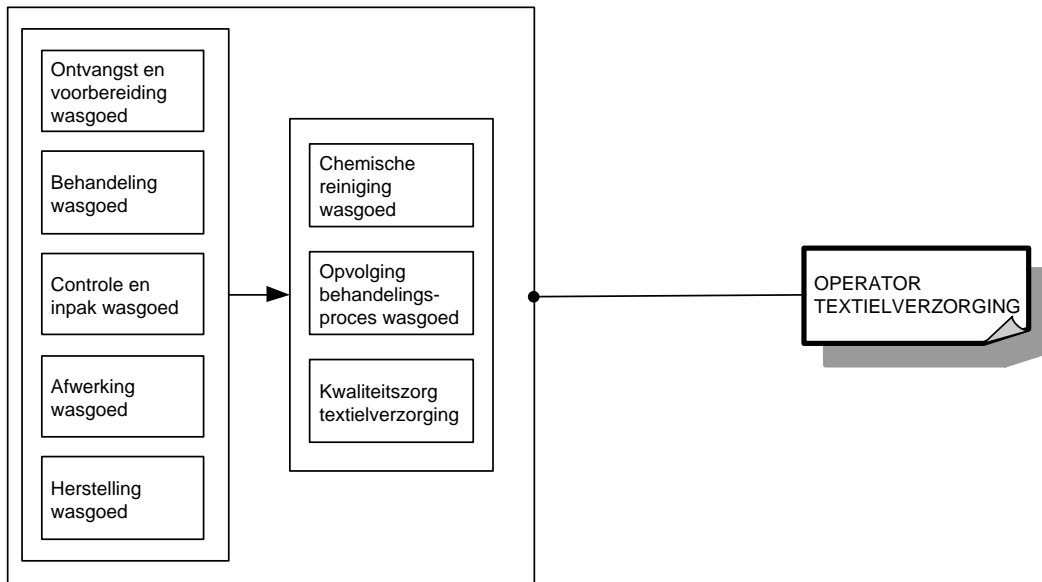 Ontvangst en
voorbereiding
wasgoed
Behandeling
wasgoed
Controle en
inpak wasgoed
Afwerking
wasgoed
Herstelling
wasgoed
Chemische
reiniging
wasgoed
Opvolging
behandelings-
proces wasgoed
Kwaliteitszorg
textielverzorging
OPERATOR
TEXTIELVERZORGING